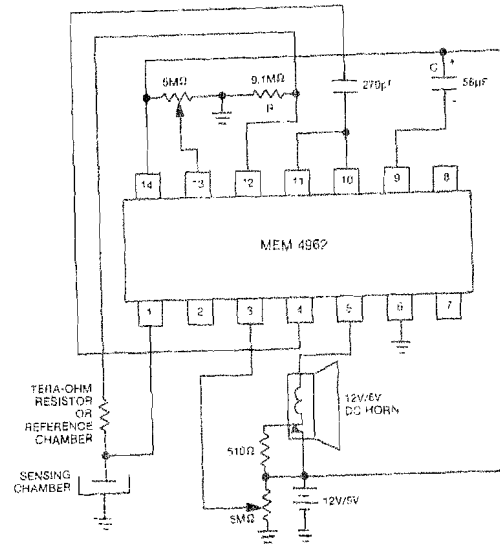 5MΩ
9.1MΩ
R
270pF
C
+
56μF
-
14
13
12
11
10
9
8
MEM 4962
1
2
3
4
5
6
7
TERA-OHM
RESISTOR
OR
REFERENCE
CHAMBER
SENSING
CHAMBER
12V/6V
DC HORN
510Ω
5MΩ
12V/6V